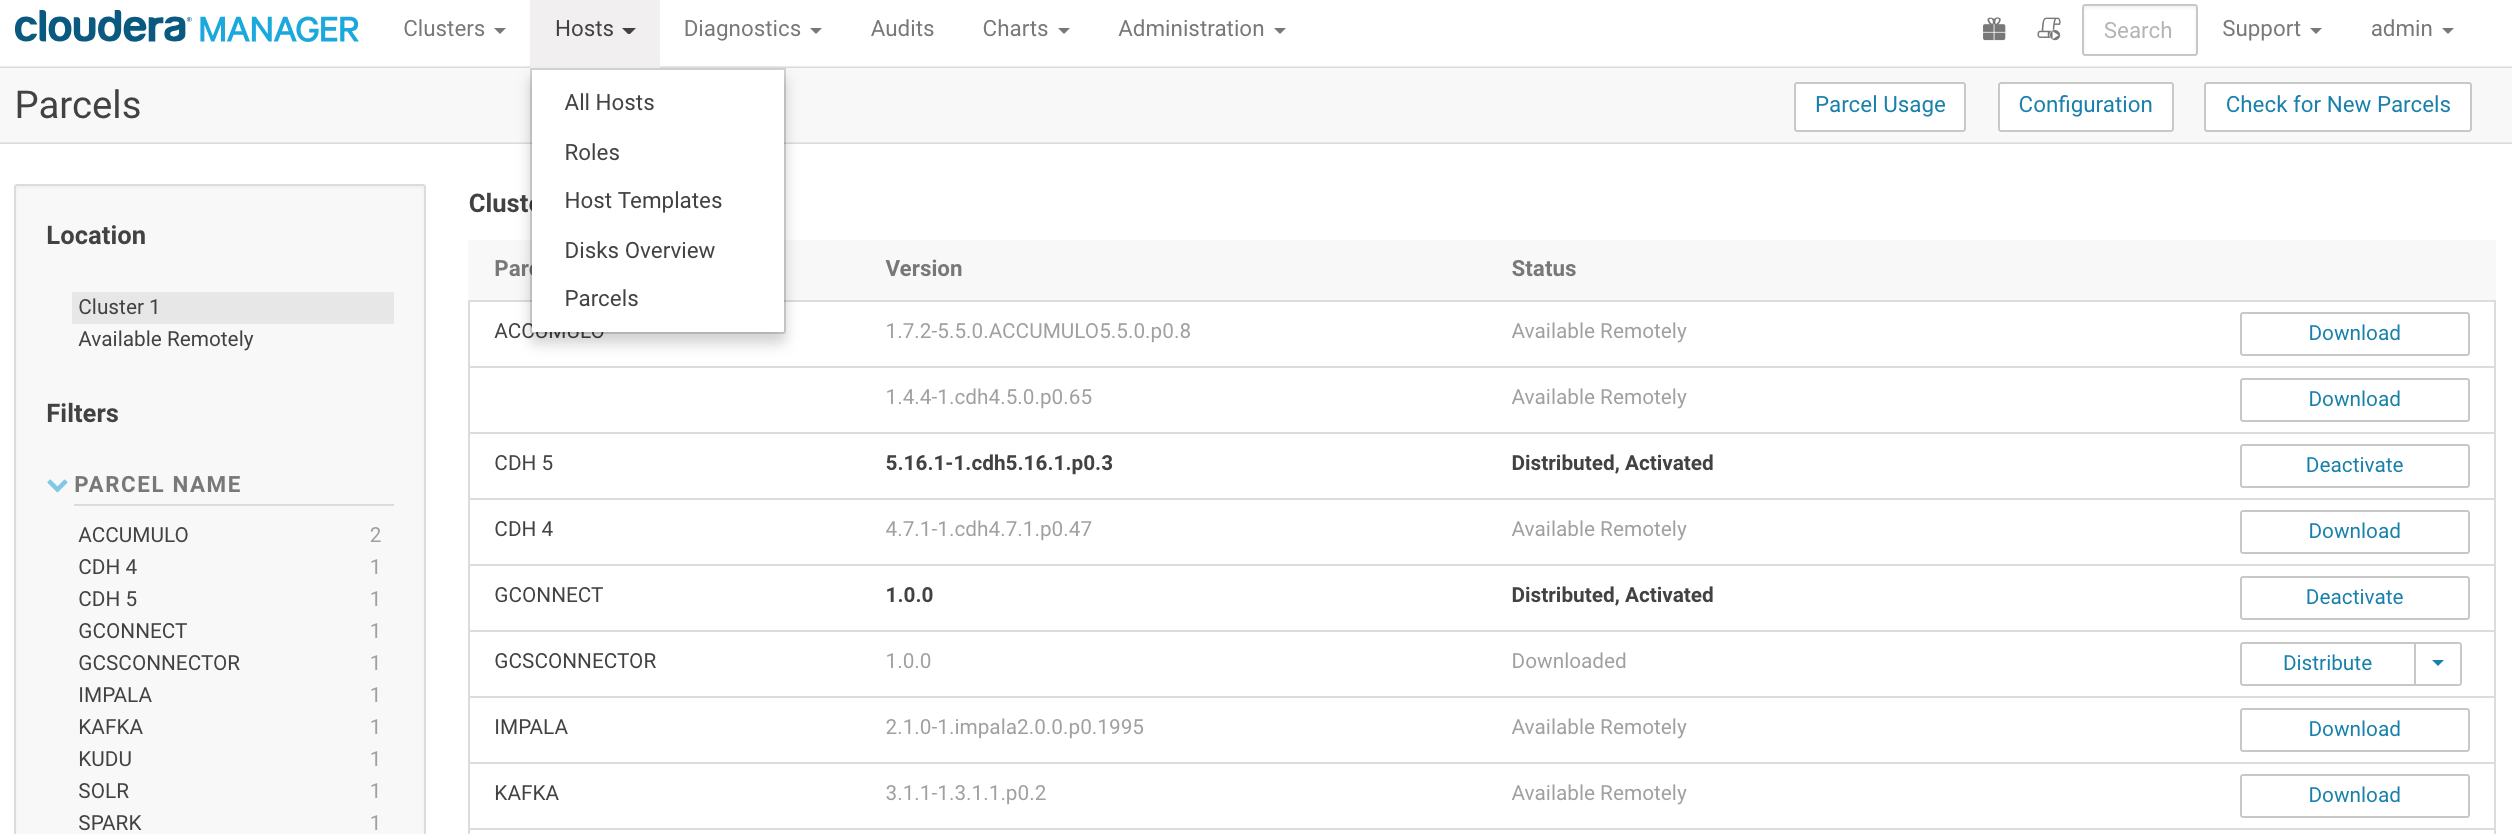 cloudera MANAGER Clusters Hosts Diagnostics Audits Charts Administration Search Support admin
Parcels Parcel Usage Configuration Check for New Parcels
All Hosts
Roles
Host Templates
Disks Overview
Parcels
Location
Cluster 1
Available Remotely
Filters
PARCEL NAME
ACCUMULO 2
CDH 4 1
CDH 5 1
GCONNECT 1
GCSCONNECTOR 1
IMPALA 1
KAFKA 1
KUDU 1
SOLR 1
SPARK 1
Version Status
ACCUMULO 1.7.2-5.5.0.ACCUMULO5.5.0.p0.8 Available Remotely Download
1.4.4-1.cdh4.5.0.p0.65 Available Remotely Download
CDH 5 5.16.1-1.cdh5.16.1.p0.3 Distributed, Activated Deactivate
CDH 4 4.7.1-1.cdh4.7.1.p0.47 Available Remotely Download
GCONNECT 1.0.0 Distributed, Activated Deactivate
GCSCONNECTOR 1.0.0 Downloaded Distribute
IMPALA 2.1.0-1.impala2.0.0.p0.1995 Available Remotely Download
KAFKA 3.1.1-1.3.1.1.p0.2 Available Remotely Download